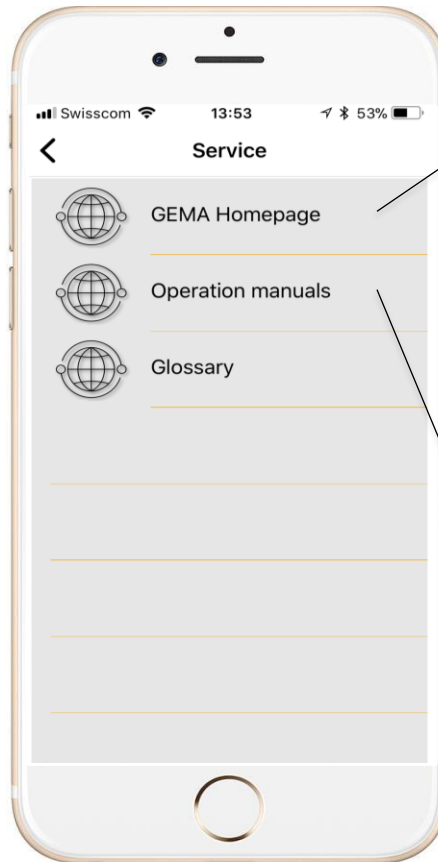 Swisscom 13:53 53%
Service
GEMA Homepage
Operation manuals
Glossary